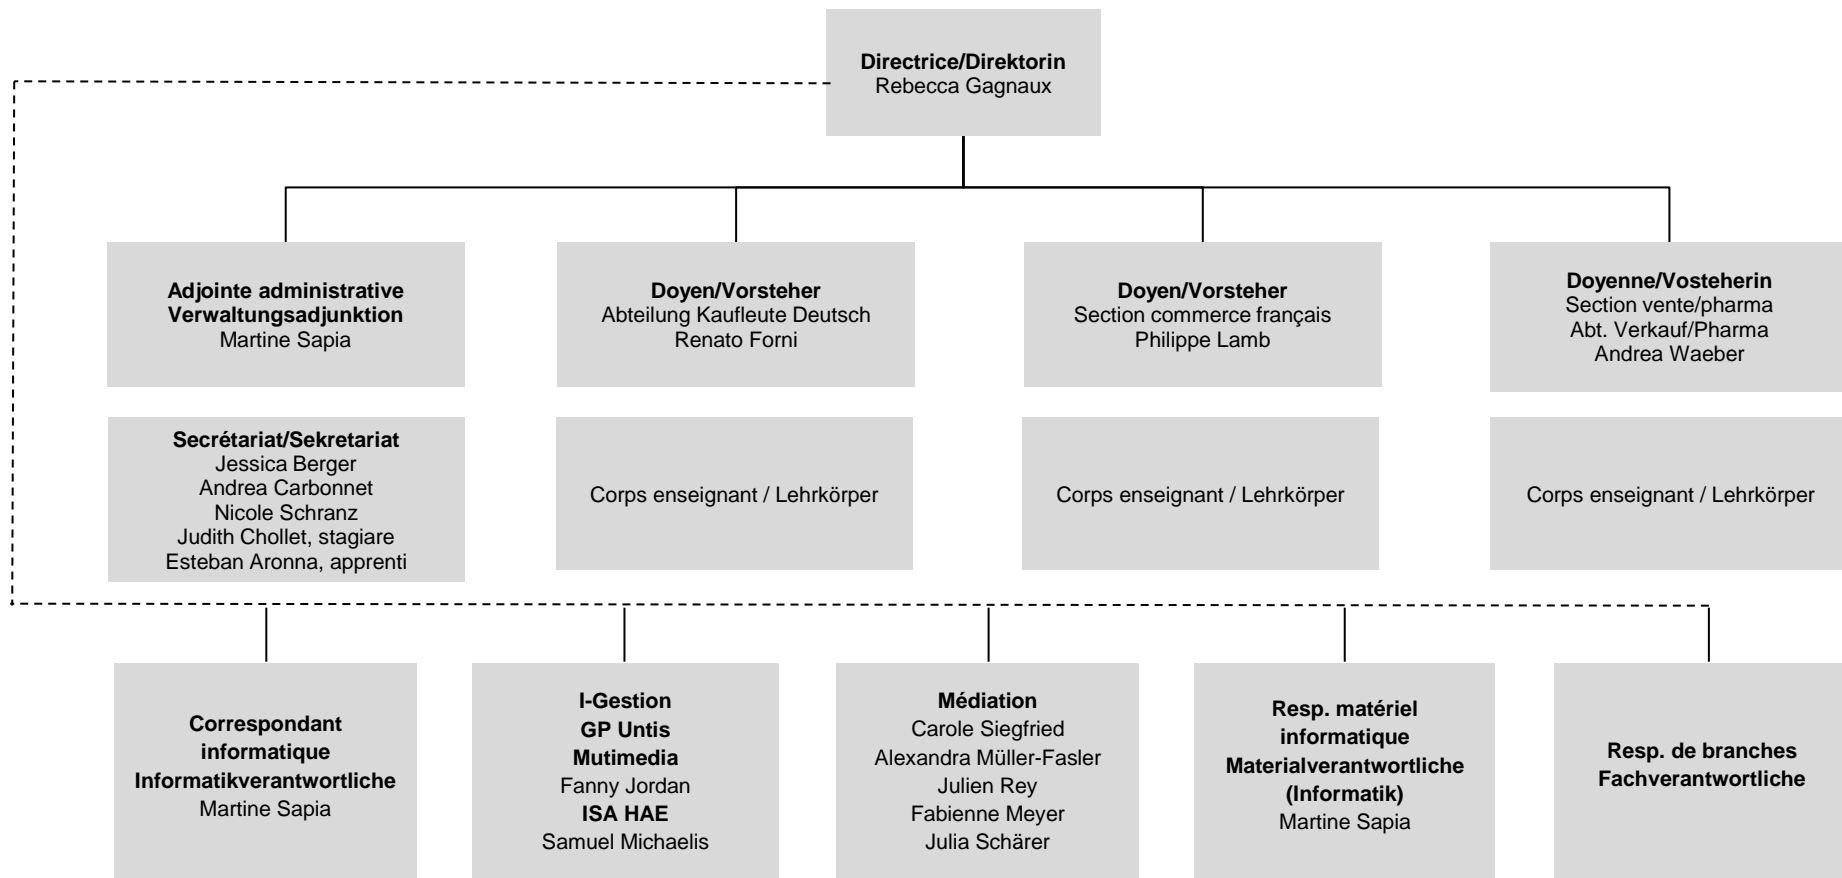 Directrice/Direktorin
Rebecca Gagnaux
Adjointe administrative
Verwaltungsadjunktion
Martine Sapia
Doyen/Vorsteher
Abteilung Kaufleute Deutsch
Renato Forni
Doyen/Vorsteher
Section commerce français
Philippe Lamb
Doyenne/Vosteherin
Section vente/pharma
Abt. Verkauf/Pharma
Andrea Waeber
Secrétariat/Sekretariat
Jessica Berger
Andrea Carbonnet
Nicole Schranz
Judith Chollet, stagiare
Esteban Aronna, apprenti
Corps enseignant / Lehrkörper
Corps enseignant / Lehrkörper
Corps enseignant / Lehrkörper
Correspondant
informatique
Informatikverantwortliche
Martine Sapia
I-Gestion
GP Untis
Mutimedia
Fanny Jordan
ISA HAE
Samuel Michaelis
Médiation
Carole Siegfried
Alexandra Müller-Fasler
Julien Rey
Fabienne Meyer
Julia Schärer
Resp. matériel
informatique
Materialverantwortliche
(Informatik)
Martine Sapia
Resp. de branches
Fachverantwortliche